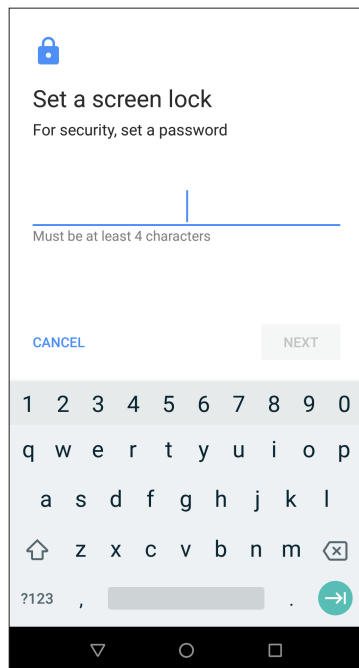 Set a screen lock
For security, set a password
Must be at least 4 characters
CANCEL NEXT
1 2 3 4 5 6 7 8 9 0
q w e r t y u i o p
a s d f g h j k l
z x c v b n m
?123 , .